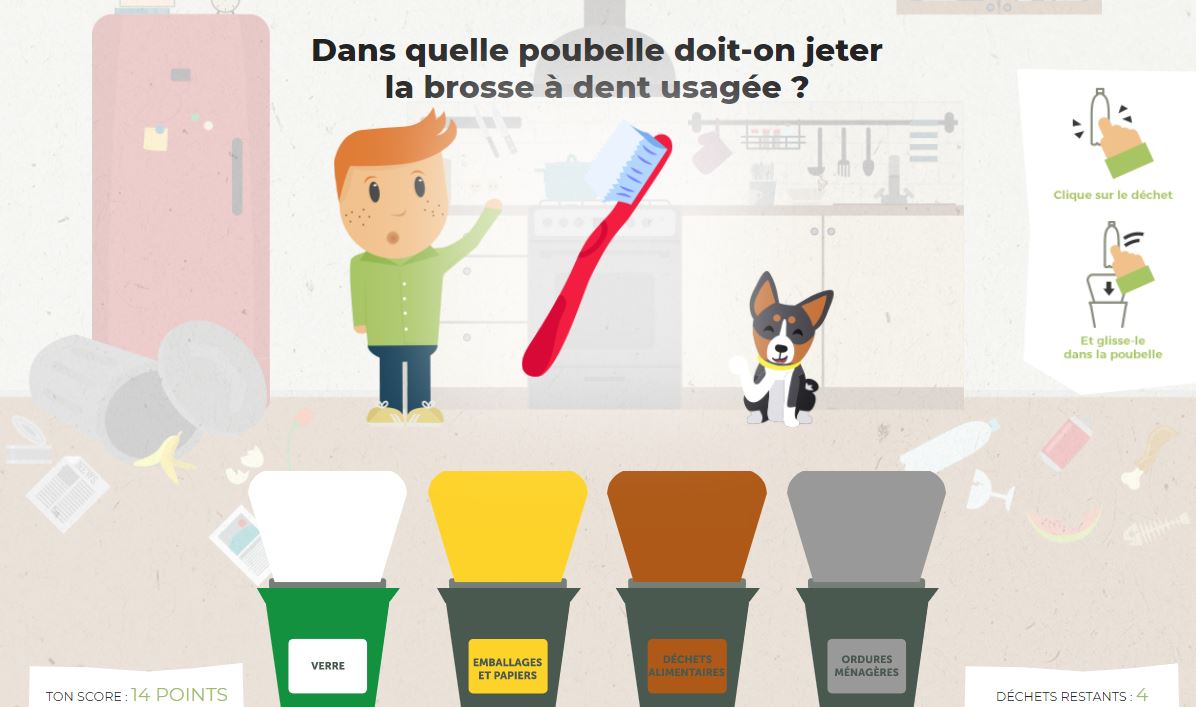 Dans quelle poubelle doit-on jeter
la brosse à dent usagée ?
Clique sur le déchet
Et glisse-le
dans la poubelle
VERRE
EMBALLAGES
ET PAPIERS
DÉCHETS
ALIMENTAIRES
ORDURES
MÉNAGÈRES
TON SCORE : 14 POINTS
DÉCHETS RESTANTS : 4